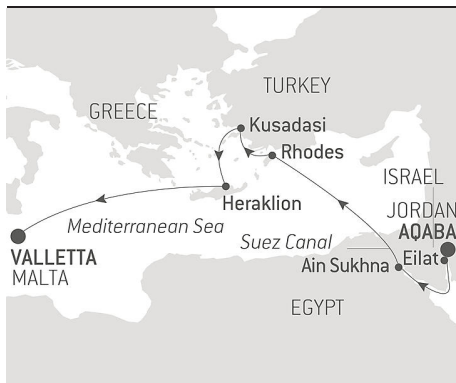 TURKEY
GREECE
Kusadasi
Rhodes
ISRAEL
Heraklion
JORDAN
Mediterranean Sea
AQABA
Suez Canal
VALLETTA
MALTA
Ain Sukhna
Eilat
EGYPT